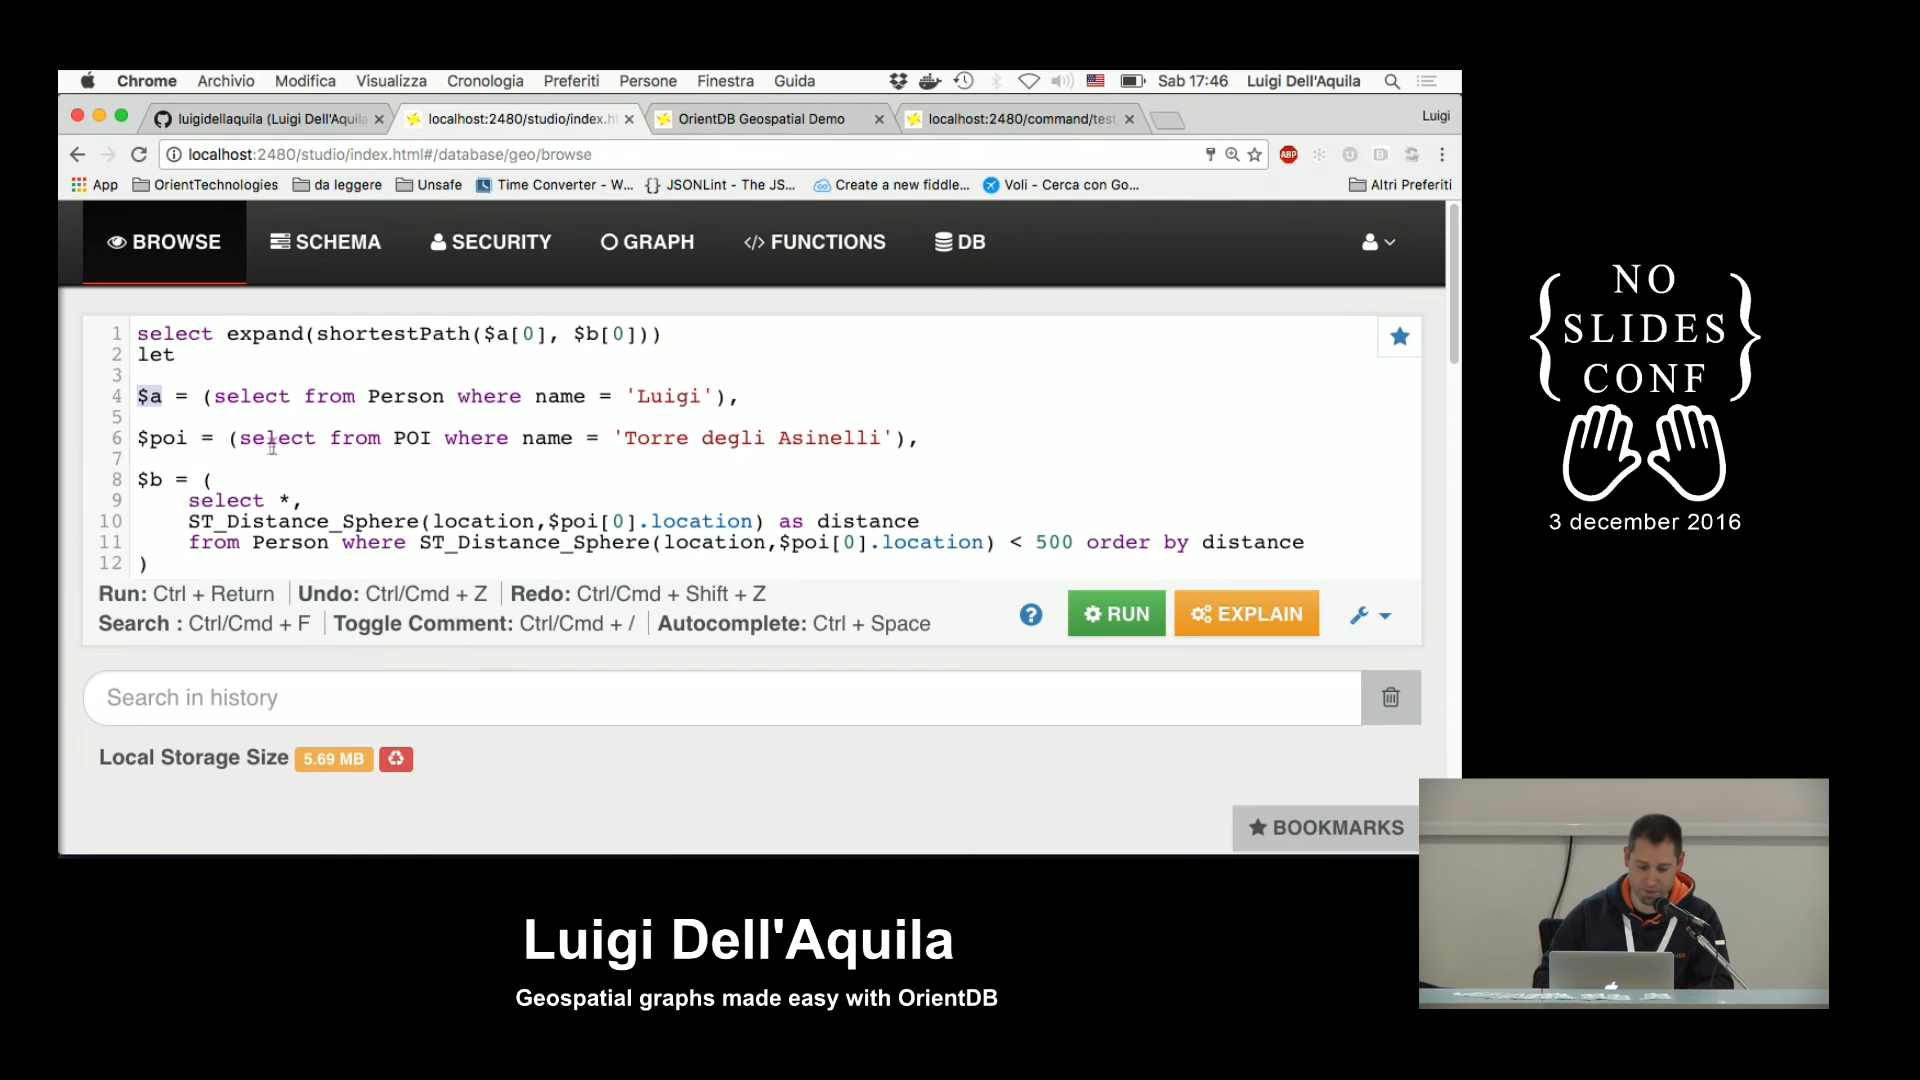 Chrome Archivio Modifica Visualizza Cronologia Preferiti Persone Finestra Guida Sab 17:46 Luigi Dell'Aquila
luigidellaquila (Luigi Dell'Aquila localhost:2480/studio/index.h OrientDB Geospatial Demo localhost:2480/command/test Luigi
localhost:2480/studio/index.html#/database/geo/browse ABP
App OrientTechnologies da leggere Unsafe Time Converter - W... {} JSONLint - The JS... Create a new fiddle... Voli - Cerca con Go... Altri Preferiti
BROWSE SCHEMA SECURITY GRAPH </> FUNCTIONS DB
1 select expand(shortestPath($a[0], $b[0]))
2 let
3
4 $a = (select from Person where name = 'Luigi'),
5
6 $poi = (select from POI where name = 'Torre degli Asinelli'),
7
8 $b = (
9 select *,
10 ST_Distance_Sphere(location,$poi[0].location) as distance
11 from Person where ST_Distance_Sphere(location,$poi[0].location) < 500 order by distance
12 )
Run: Ctrl + Return Undo: Ctrl/Cmd + Z Redo: Ctrl/Cmd + Shift + Z
Search : Ctrl/Cmd + F Toggle Comment: Ctrl/Cmd + / Autocomplete: Ctrl + Space
? RUN EXPLAIN
Search in history
Local Storage Size 5.69 MB
BOOKMARKS
{ NO
SLIDES
CONF }
3 december 2016
Luigi Dell'Aquila
Geospatial graphs made easy with OrientDB